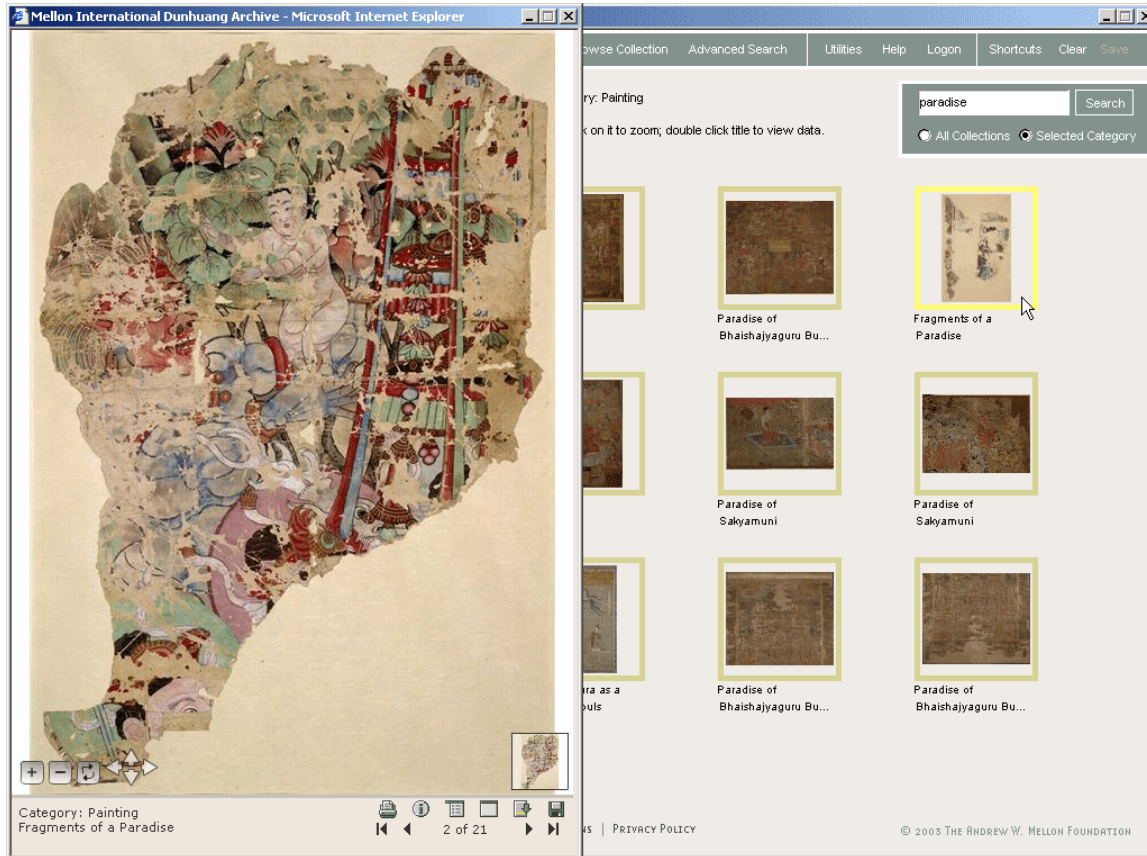 Mellon International Dunhuang Archive - Microsoft Internet Explorer
Category: Painting
Fragments of a Paradise
2 of 21
owse Collection Advanced Search Utilities Help Logon Shortcuts Clear Save
ry: Painting
k on it to zoom; double click title to view data.
paradise Search
All Collections Selected Category
Paradise of
Bhaishajyaguru Bu...
Fragments of a
Paradise
Paradise of
Sakyamuni
Paradise of
Sakyamuni
ara as a
ouls
Paradise of
Bhaishajyaguru Bu...
Paradise of
Bhaishajyaguru Bu...
NS | PRIVACY POLICY
© 2003 THE ANDREW W. MELLON FOUNDATION